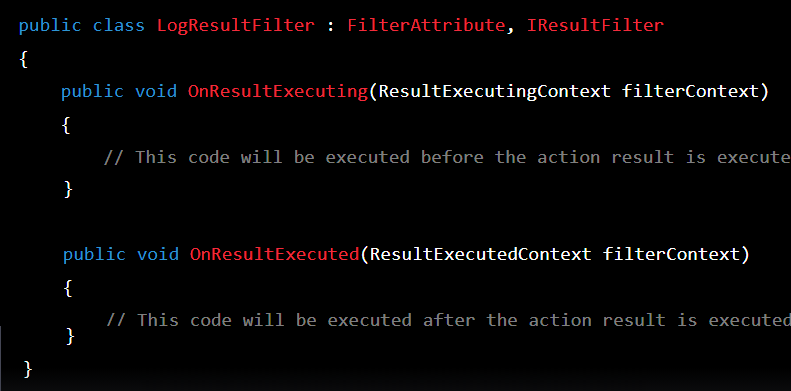 public class LogResultFilter : FilterAttribute, IResultFilter
{
public void OnResultExecuting(ResultExecutingContext filterContext)
{
// This code will be executed before the action result is execute
}
public void OnResultExecuted(ResultExecutedContext filterContext)
{
// This code will be executed after the action result is executed
}
}